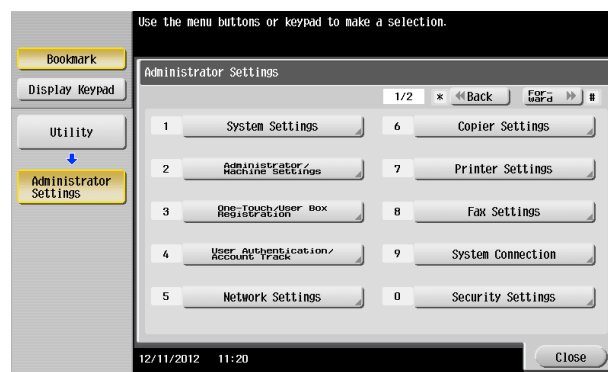 Use the menu buttons or keypad to make a selection.
Bookmark
Display Keypad
Utility
Administrator
Settings
Administrator Settings
1/2 * Back For-
ward #
1 System Settings
2 Administrator/
Machine Settings
3 One-Touch/User Box
Registration
4 User Authentication/
Account Track
5 Network Settings
6 Copier Settings
7 Printer Settings
8 Fax Settings
9 System Connection
0 Security Settings
12/11/2012 11:20
Close